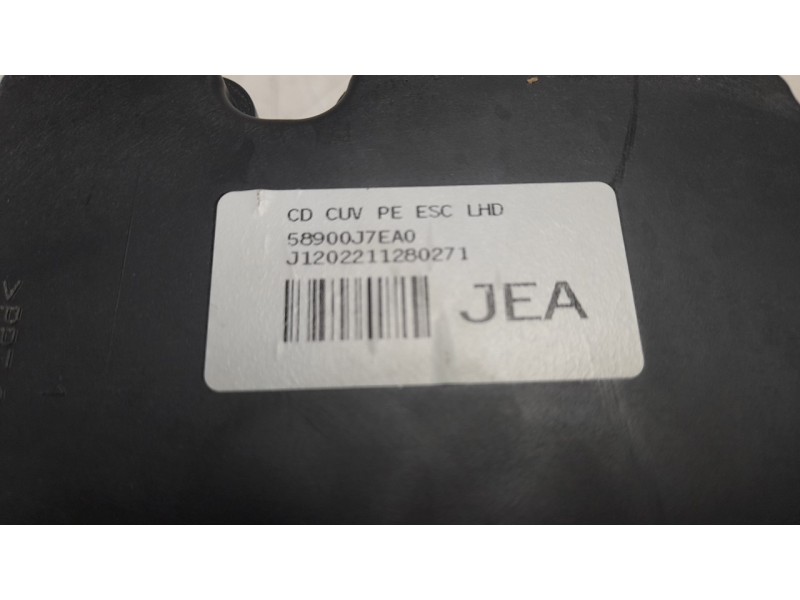 CD CUV PE ESC LHD
58900J7EA0
J1202211280271
JEA